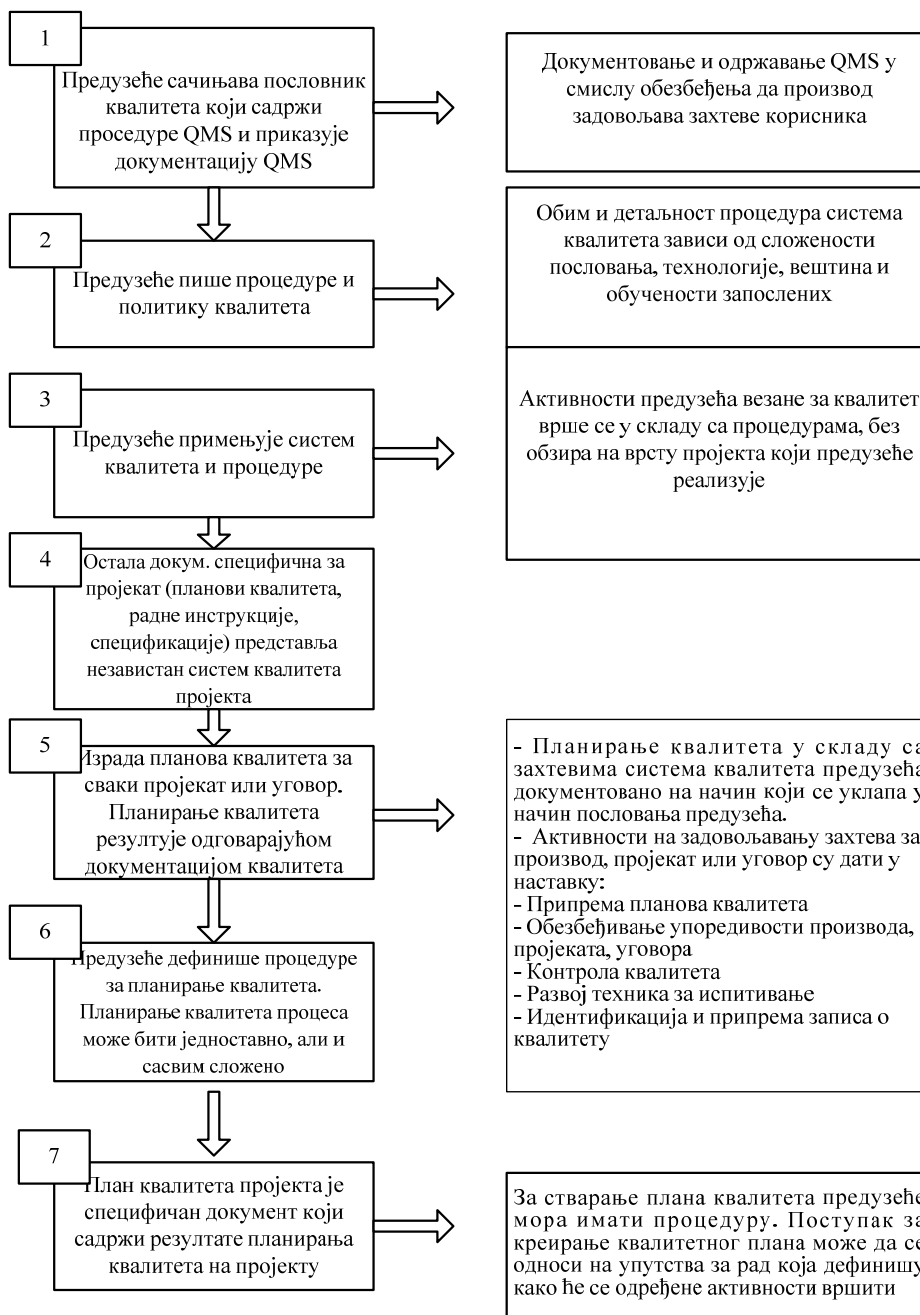 1
Предузеће сачињава пословник
квалитета који садржи
проседуре QMS и приказује
документацију QMS
Документовање и одржавање QMS у
смислу обезбеђења да производ
задовољава захтеве корисника
2
Предузеће пише процедуре и
политику квалитета
Обим и детаљност процедура система
квалитета зависи од сложености
пословања, технологије, вештина и
обучености запослених
3
Предузеће примењује систем
квалитета и процедуре
Активности предузећа везане за квалитет
врше се у складу са процедурама, без
обзира на врсту пројекта који предузеће
реализује
4
Остала докум. специфична за
пројекат (планови квалитета,
радне инструкције,
спецификације) представља
независтан систем квалитета
пројекта
5
Израда планова квалитета за
сваки пројекат или уговор.
Планирање квалитета
резултује одговарајућом
документацијом квалитета
- Планирање квалитета у складу са
захтевима система квалитета предузећа
документовано на начин који се уклапа у
начин пословања предузећа.
- Активности на задовољавању захтева за
производ, пројекат или уговор су дати у
наставку:
- Припрема планова квалитета
- Обезбеђивање упоредивости производа,
пројеката, уговора
- Контрола квалитета
- Развој техника за испитивање
- Идентификација и припрема записа о
квалитету
6
Предузеће дефинише процедуре
за планирање квалитета.
Планирање квалитета процеса
може бити једноставно, али и
сасвим сложено
7
План квалитета пројекта је
специфичан документ који
садржи резултате планирања
квалитета на пројекту
За стварање плана квалитета предузеће
мора имати процедуру. Поступак за
креирање квалитетног плана може да се
односи на упутства за рад која дефинишу
како ће се одређене активности вршити